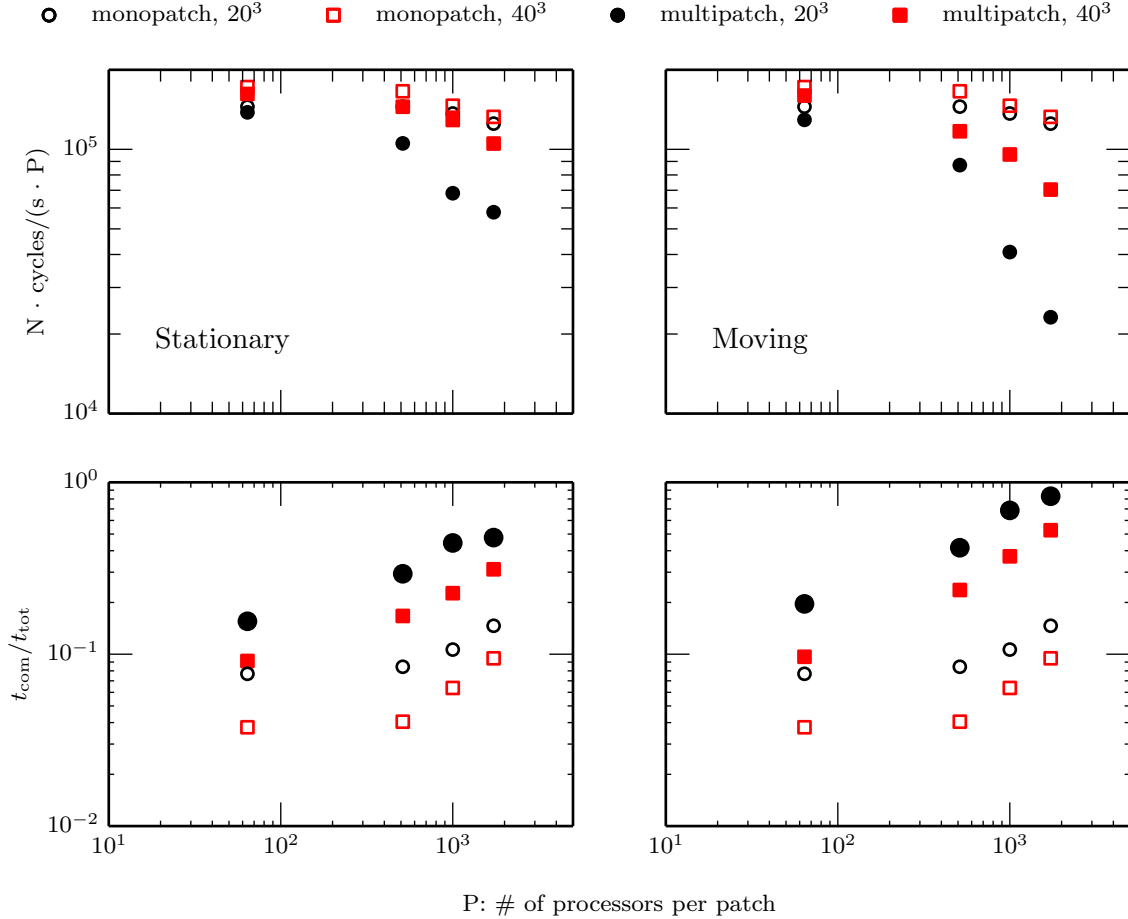 monopatch, 20³ monopatch, 40³ multipatch, 20³ multipatch, 40³
N · cycles/(s · P)
10⁵
10⁴
Stationary
Moving
t_com/t_tot
10⁰
10⁻¹
10⁻²
10¹ 10² 10³ 10¹ 10² 10³
P: # of processors per patch